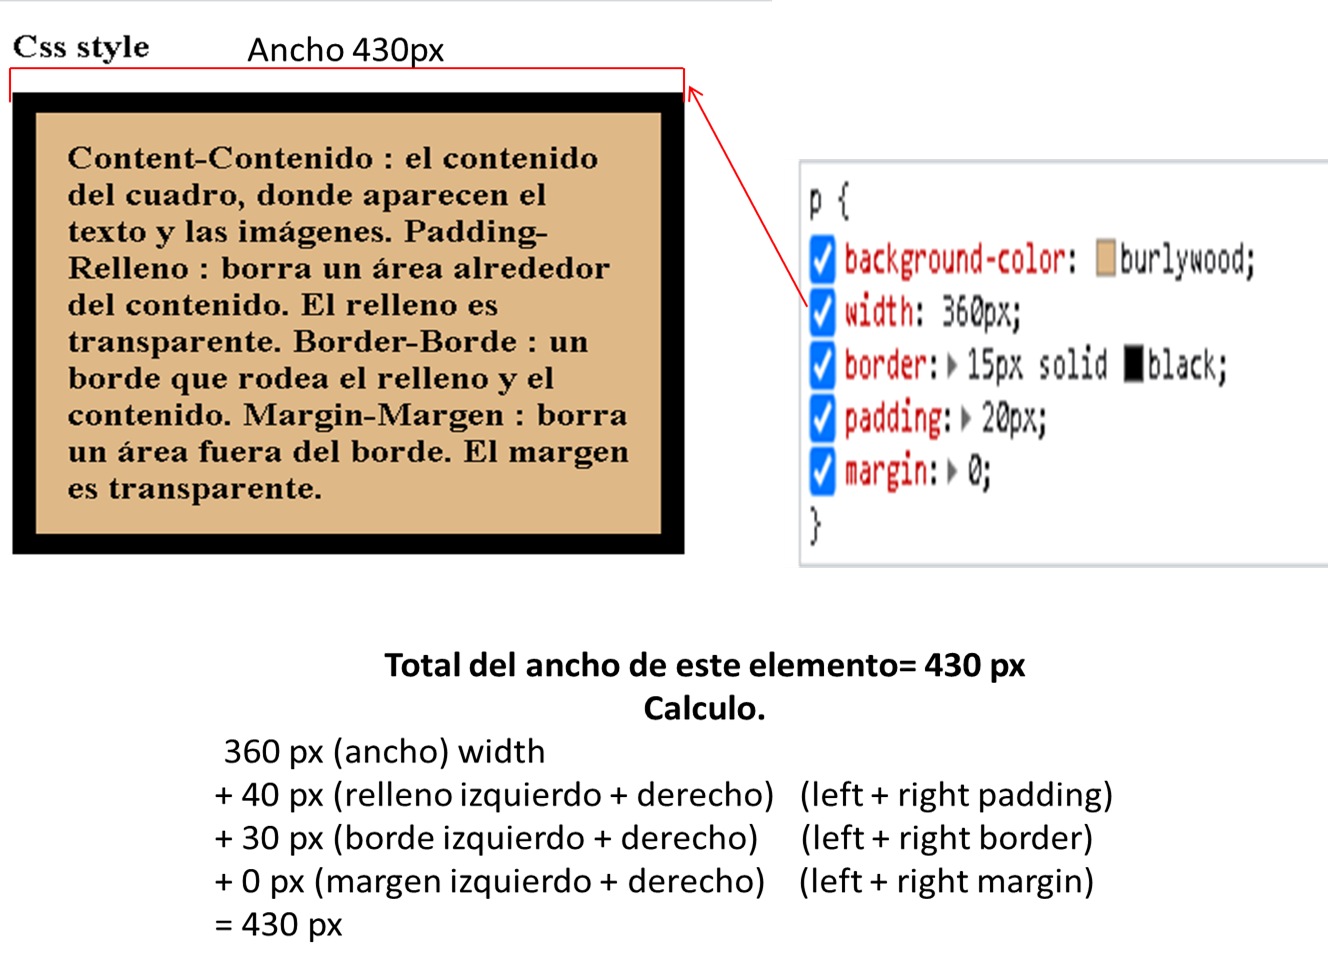 Css style
Ancho 430px
Content-Contenido : el contenido
del cuadro, donde aparecen el
texto y las imágenes. Padding-
Relleno : borra un área alrededor
del contenido. El relleno es
transparente. Border-Borde : un
borde que rodea el relleno y el
contenido. Margin-Margen : borra
un área fuera del borde. El margen
es transparente.
p {
background-color: burlywood;
width: 360px;
border: 15px solid black;
padding: 20px;
margin: 0;
}
Total del ancho de este elemento= 430 px
Calculo.
360 px (ancho) width
+ 40 px (relleno izquierdo + derecho) (left + right padding)
+ 30 px (borde izquierdo + derecho) (left + right border)
+ 0 px (margen izquierdo + derecho) (left + right margin)
= 430 px